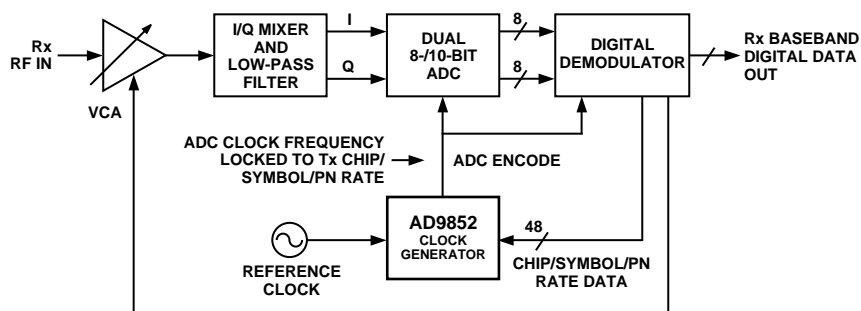 Rx
RF IN
VCA
I/Q MIXER
AND
LOW-PASS
FILTER
I
Q
DUAL
8-/10-BIT
ADC
8
8
DIGITAL
DEMODULATOR
Rx BASEBAND
DIGITAL DATA
OUT
ADC CLOCK FREQUENCY
LOCKED TO Tx CHIP/
SYMBOL/PN RATE
ADC ENCODE
AD9852
CLOCK
GENERATOR
48
REFERENCE
CLOCK
CHIP/SYMBOL/PN
RATE DATA